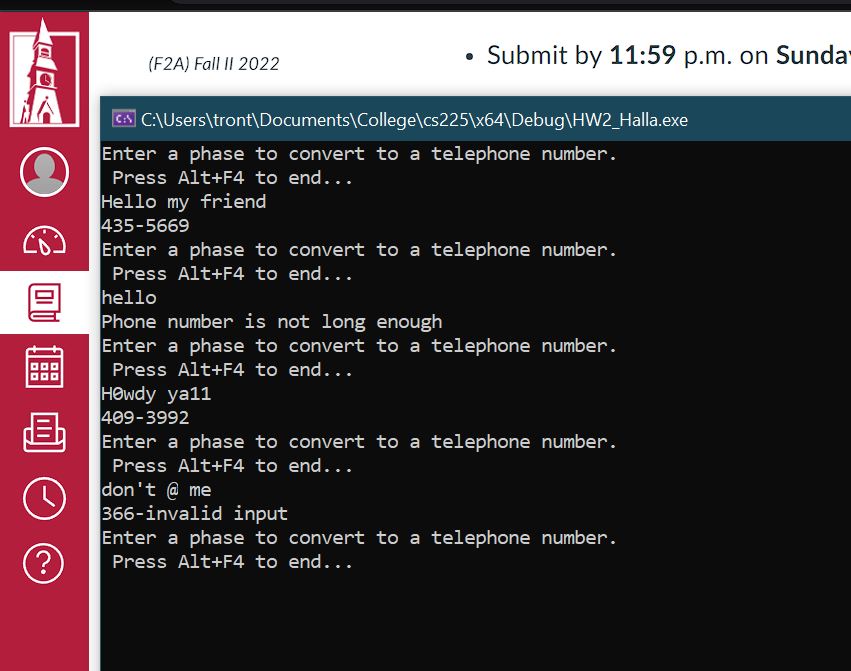 (F2A) Fall II 2022
• Submit by 11:59 p.m. on Sunday
C:\Users\tront\Documents\College\cs225\x64\Debug\HW2_Halla.exe
Enter a phase to convert to a telephone number.
Press Alt+F4 to end...
Hello my friend
435-5669
Enter a phase to convert to a telephone number.
Press Alt+F4 to end...
hello
Phone number is not long enough
Enter a phase to convert to a telephone number.
Press Alt+F4 to end...
H0wdy ya11
409-3992
Enter a phase to convert to a telephone number.
Press Alt+F4 to end...
don't @ me
366-invalid input
Enter a phase to convert to a telephone number.
Press Alt+F4 to end...